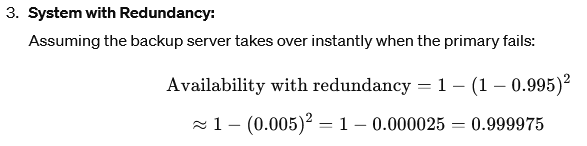 3. System with Redundancy:
Assuming the backup server takes over instantly when the primary fails:
Availability with redundancy = 1 − (1 − 0.995)²
≈ 1 − (0.005)² = 1 − 0.000025 = 0.999975